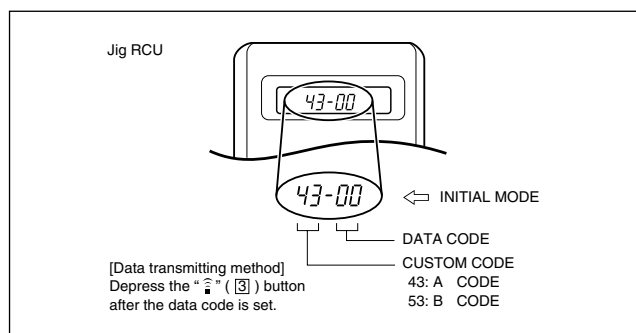 Jig RCU
43-00
43-00
INITIAL MODE
DATA CODE
CUSTOM CODE
43: A CODE
53: B CODE
[Data transmitting method]
Depress the “ ” ( 3 ) button
after the data code is set.